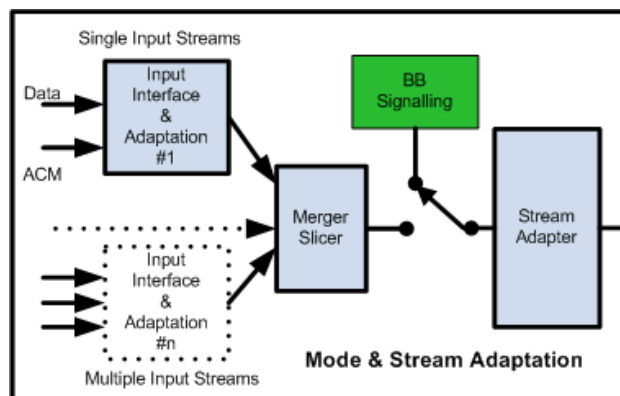 Single Input Streams
Data
ACM
Input
Interface
&
Adaptation
#1
BB
Signalling
Merger
Slicer
Stream
Adapter
Input
Interface
&
Adaptation
#n
Multiple Input Streams
Mode & Stream Adaptation